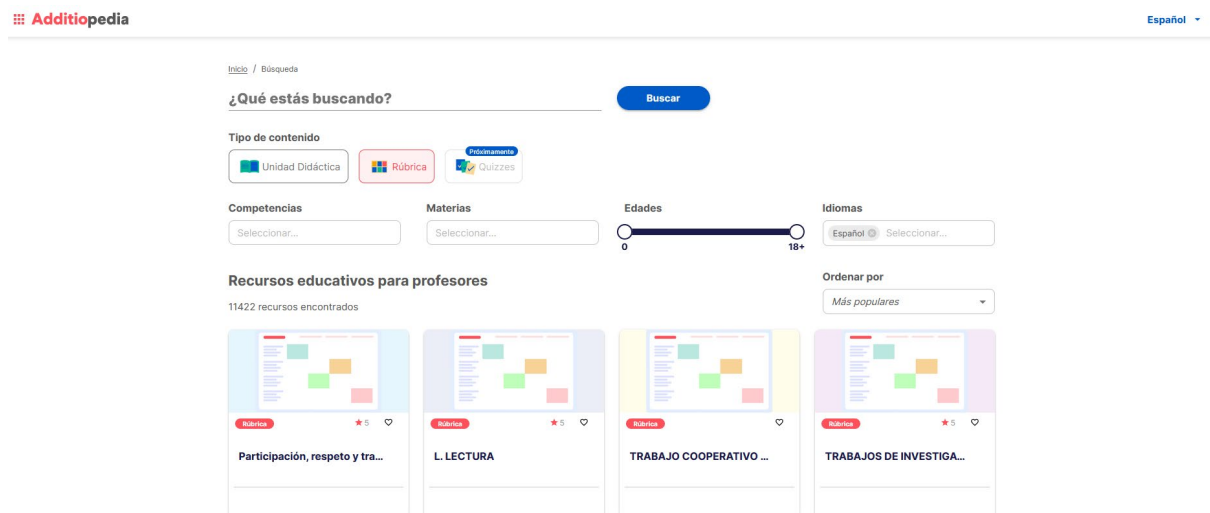 Additiopedia
Español
Inicio / Búsqueda
¿Qué estás buscando?
Buscar
Tipo de contenido
Unidad Didáctica
Rúbrica
Próximamente
Quizzes
Competencias
Materias
Edades
Idiomas
Seleccionar...
Seleccionar...
0
18+
Español
Seleccionar...
Recursos educativos para profesores
Ordenar por
11422 recursos encontrados
Más populares
Rúbrica
5
Rúbrica
5
Rúbrica
Rúbrica
5
Participación, respeto y tra...
L. LECTURA
TRABAJO COOPERATIVO ...
TRABAJOS DE INVESTIGA...